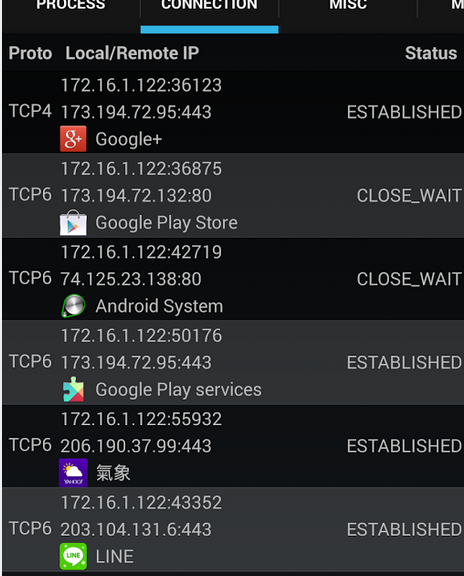 PROCESS CONNECTION MISC M
Proto Local/Remote IP Status
172.16.1.122:36123
TCP4 173.194.72.95:443 ESTABLISHED
Google+
172.16.1.122:36875
TCP6 173.194.72.132:80 CLOSE_WAIT
Google Play Store
172.16.1.122:42719
TCP6 74.125.23.138:80 CLOSE_WAIT
Android System
172.16.1.122:50176
TCP6 173.194.72.95:443 ESTABLISHED
Google Play services
172.16.1.122:55932
TCP6 206.190.37.99:443 ESTABLISHED
YAHOO! 氣象
172.16.1.122:43352
TCP6 203.104.131.6:443 ESTABLISHED
LINE LINE